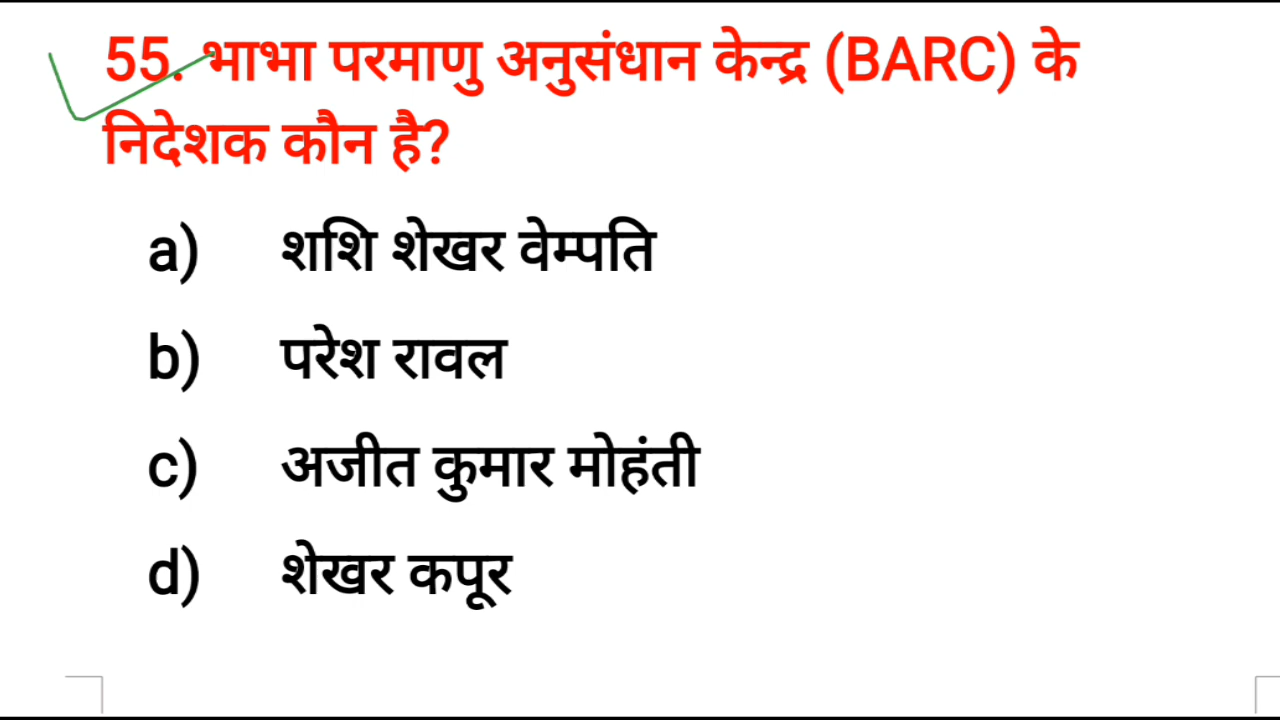 55. भाभा परमाणु अनुसंधान केन्द्र (BARC) के
निदेशक कौन है?
a) शशि शेखर वेम्पति
b) परेश रावल
c) अजीत कुमार मोहंती
d) शेखर कपूर